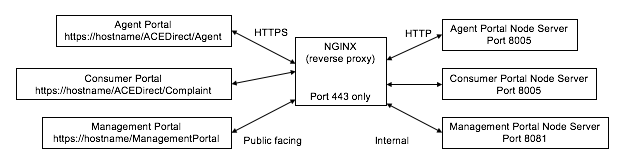 Agent Portal
https://hostname/ACEDirect/Agent
HTTPS
NGINX
(reverse proxy)
Port 443 only
HTTP
Agent Portal Node Server
Port 8005
Consumer Portal
https://hostname/ACEDirect/Complaint
Consumer Portal Node Server
Port 8005
Management Portal
https://hostname/ManagementPortal
Public facing
Internal
Management Portal Node Server
Port 8081